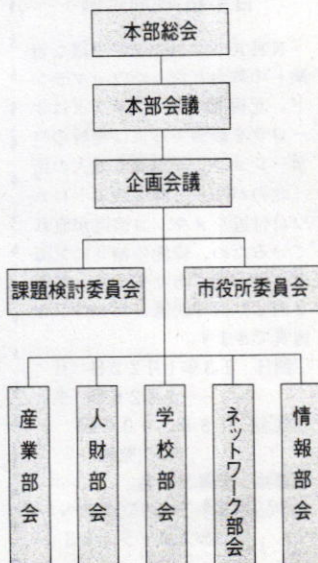 本部総会
本部会議
企画会議
課題検討委員会
市役所委員会
産業部会
人財部会
学校部会
ネットワーク部会
情報部会